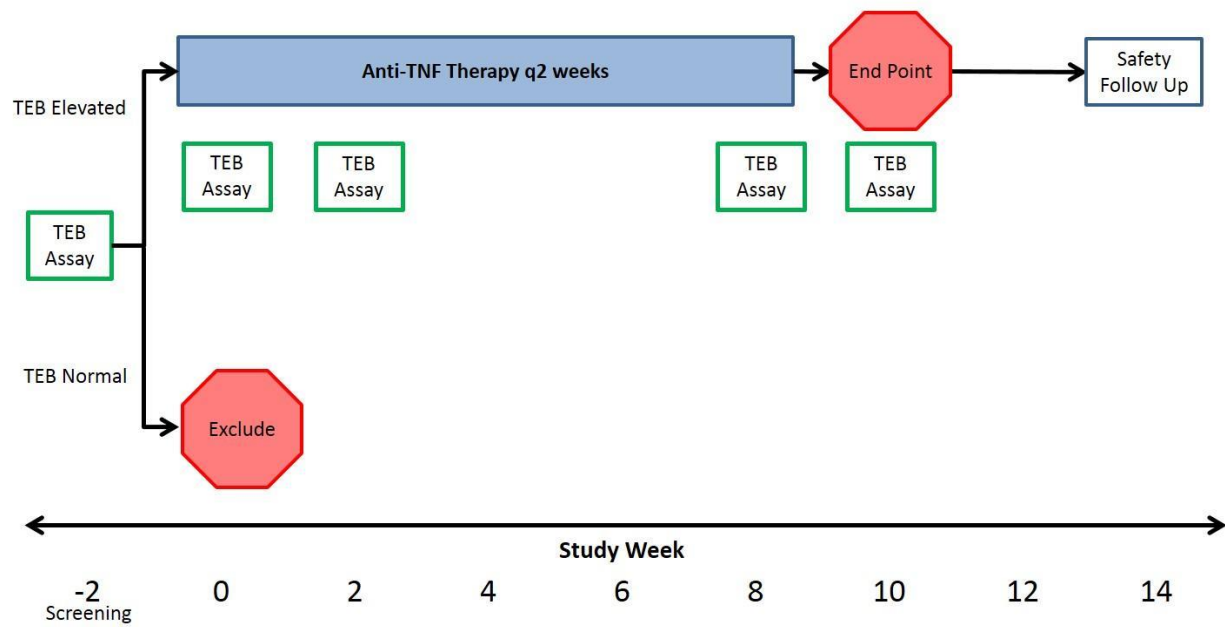 Anti-TNF Therapy q2 weeks
End Point
Safety
Follow Up
TEB Elevated
TEB
Assay
TEB
Assay
TEB
Assay
TEB
Assay
TEB
Assay
TEB Normal
Exclude
Study Week
-2 0 2 4 6 8 10 12 14
Screening